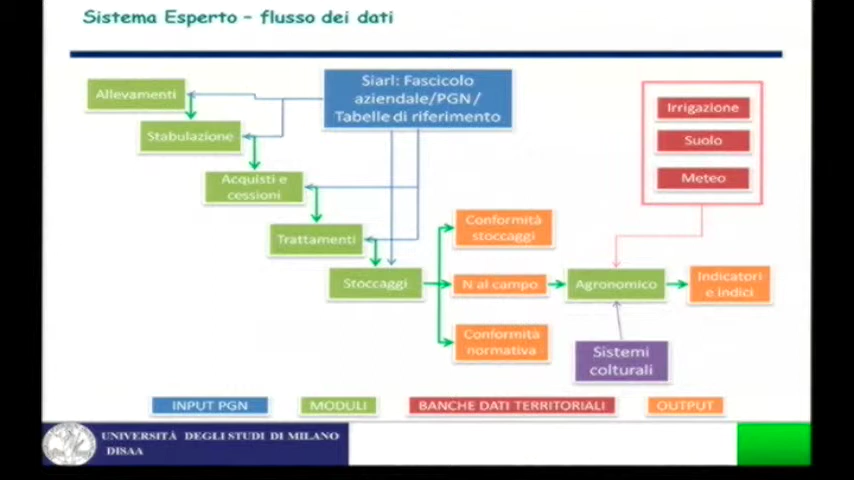 Sistema Esperto – flusso dei dati
Allevamenti
Stabulazione
Acquisti e
cessioni
Trattamenti
Stoccaggi
Siarl: Fascicolo
aziendale/PGN /
Tabelle di riferimento
Irrigazione
Suolo
Meteo
Conformità
stoccaggi
N al campo
Conformità
normativa
Agronomico
Indicatori
e indici
Sistemi
colturali
INPUT PGN
MODULI
BANCHE DATI TERRITORIALI
OUTPUT
UNIVERSITÀ DEGLI STUDI DI MILANO
DISAA